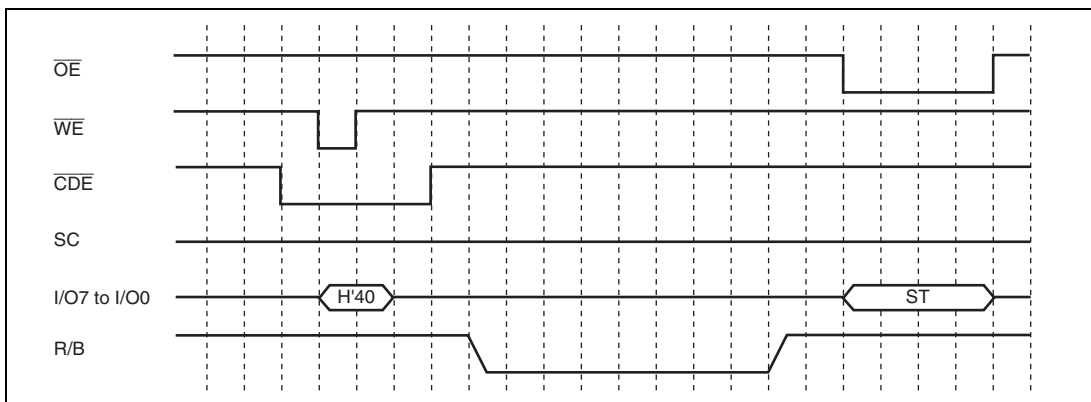 OE
WE
CDE
SC
I/O7 to I/O0 H'40 ST
R/B